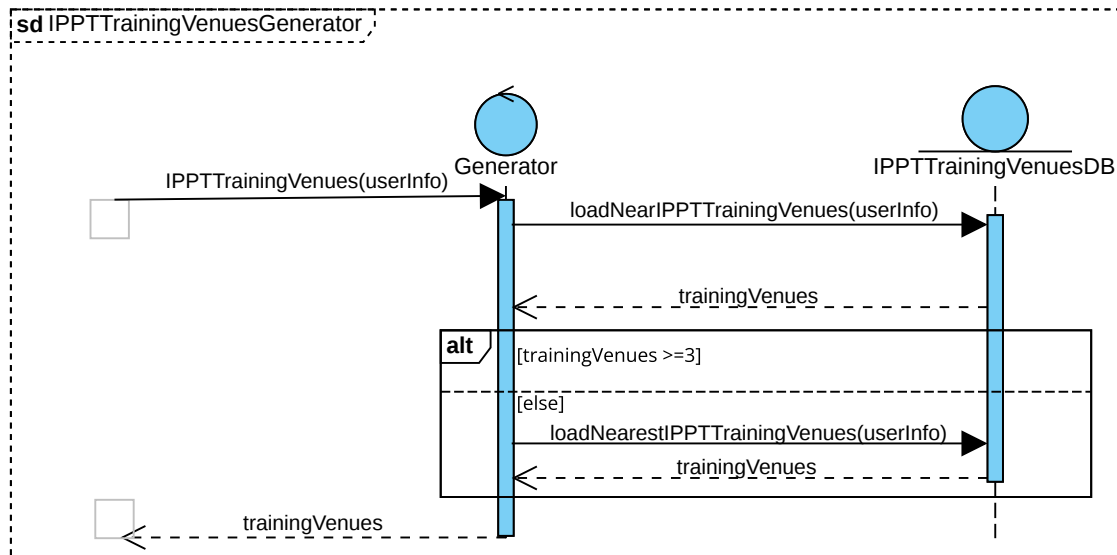 sd IPPTTrainingVenuesGenerator
Generator
IPPTTrainingVenuesDB
IPPTTrainingVenues(userInfo)
loadNearIPPTTrainingVenues(userInfo)
trainingVenues
alt
[trainingVenues >=3]
[else]
loadNearestIPPTTrainingVenues(userInfo)
trainingVenues
trainingVenues